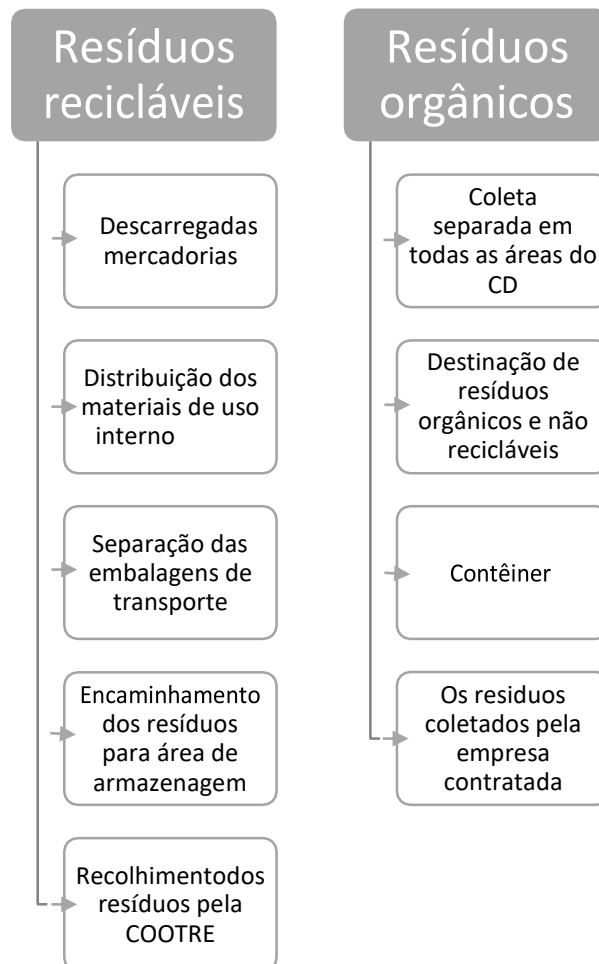 Resíduos
recicláveis
Descarregadas
mercadorias
Distribuição dos
materiais de uso
interno
Separação das
embalagens de
transporte
Encaminhamento
dos resíduos
para área de
armazenagem
Recolhimentodos
resíduos pela
COOTRE
Resíduos
orgânicos
Coleta
separada em
todas as áreas do
CD
Destinação de
resíduos
orgânicos e não
recicláveis
Contêiner
Os residuos
coletados pela
empresa
contratada